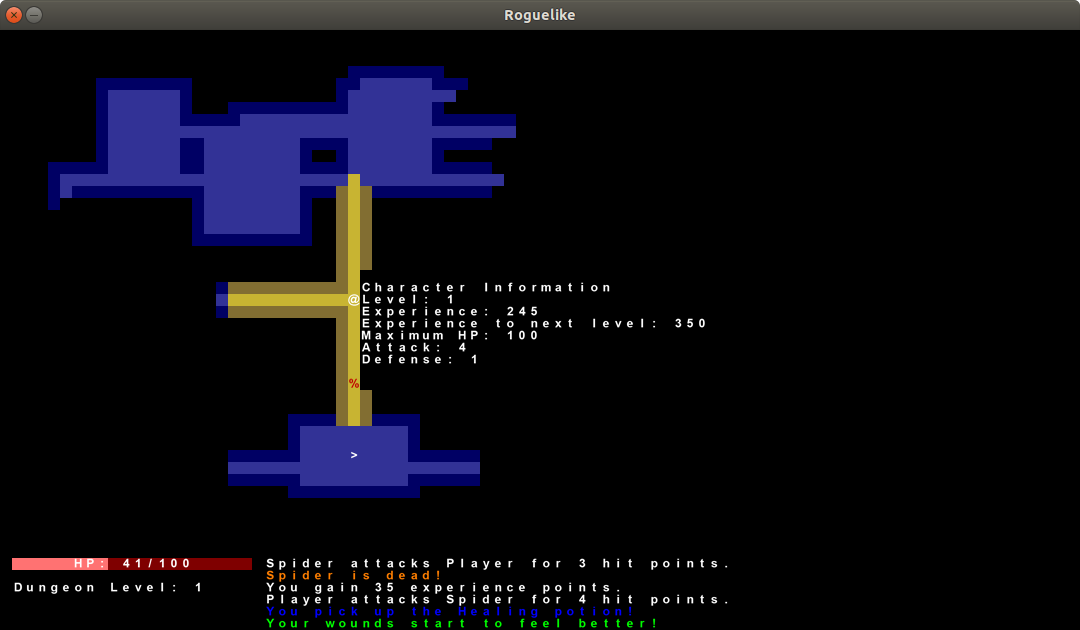 Roguelike
Character Information
@Level: 1
Experience: 245
Experience to next level: 350
Maximum HP: 100
Attack: 4
Defense: 1
%
>
HP: 41/100
Dungeon Level: 1
Spider attacks Player for 3 hit points.
Spider is dead!
You gain 35 experience points.
Player attacks Spider for 4 hit points.
You pick up the Healing potion!
Your wounds start to feel better!